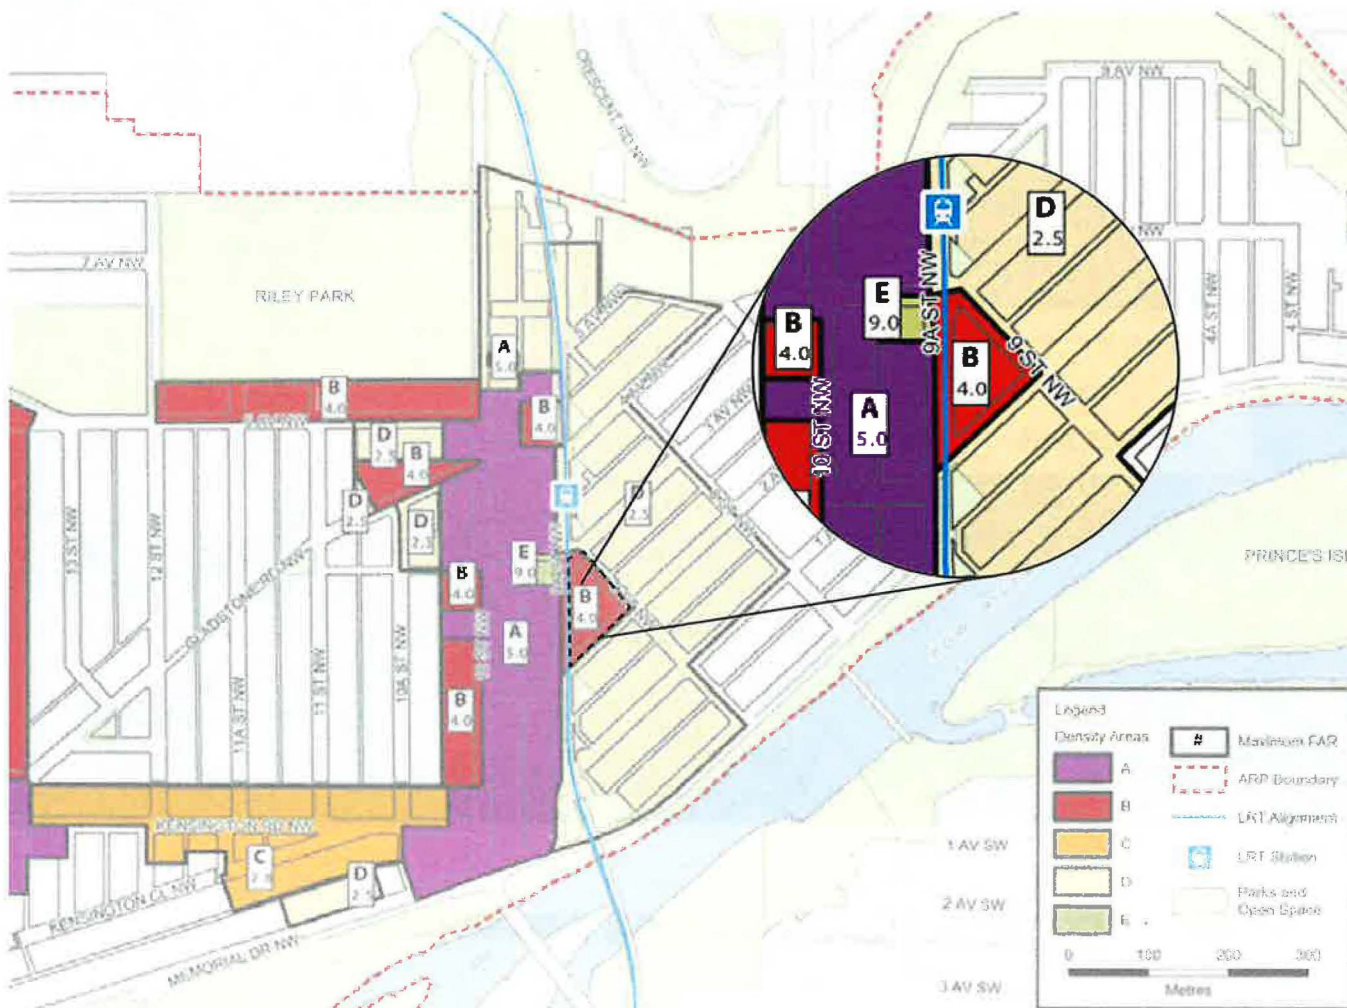 CRESCENT RD NW
9 AV NW
7 AV NW
RILEY PARK
4A ST NW
4 ST NW
D
2.5
9A ST NW
E
9.0
B
4.0
9 ST NW
B
4.0
A
5.0
10 ST NW
A
5.0
B
4.0
B
4.0
D
2.5
B
4.0
D
2.5
D
2.5
D
2.5
E
9.0
B
4.0
B
4.0
A
5.0
B
4.0
13 ST NW
12 ST NW
GLADSTONE RD NW
11A ST NW
11 ST NW
10A ST NW
3 AV NW
KENSINGTON RD NW
C
2.8
D
2.5
KENSINGTON CL NW
MEMORIAL DR NW
1 AV SW
2 AV SW
3 AV SW
Legend
Density Areas
A
B
C
D
E
# Maximum FAR
ARP Boundary
LRT Alignment
LRT Station
Parks and
Open Space
0 100 200 300
Metres